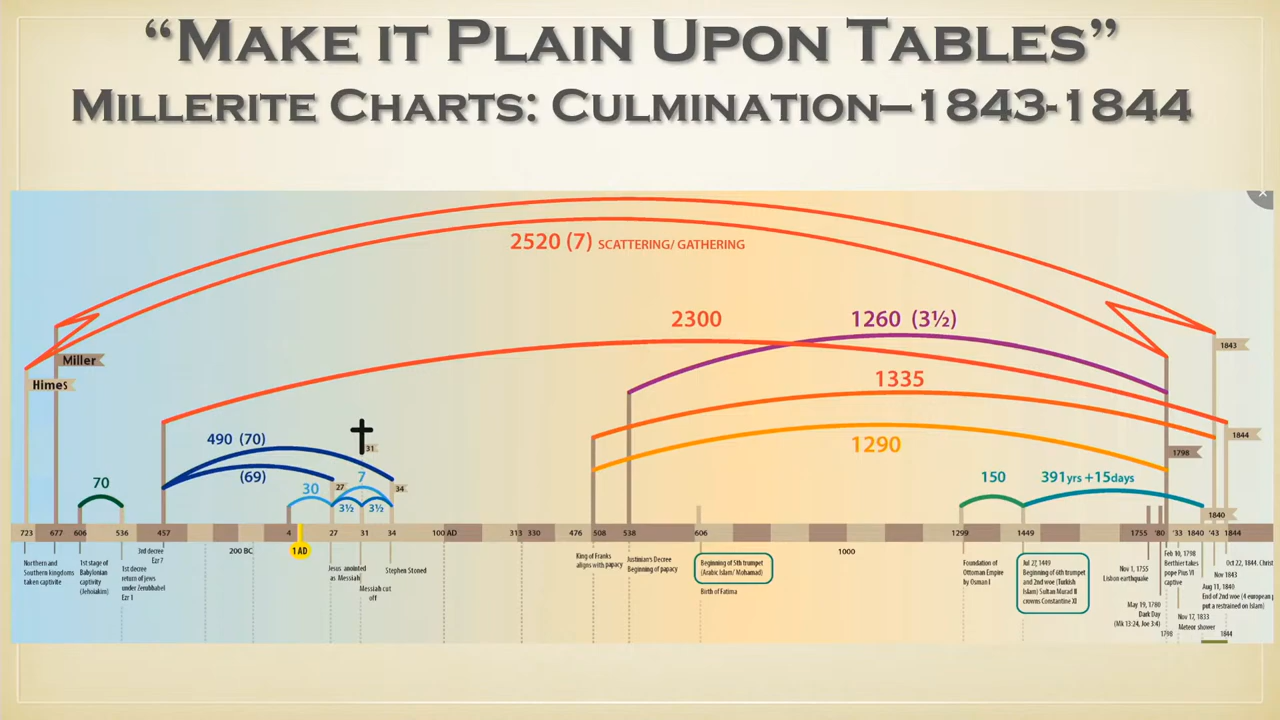 “MAKE IT PLAIN UPON TABLES”
MILLERITE CHARTS: CULMINATION—1843-1844
2520 (7) SCATTERING/ GATHERING
2300
1260 (3½)
1843
Miller
Himes
1335
490 (70)
31
1844
1290
1798
(69)
70
30
27
7
34
3½
3½
150
391yrs +15days
1840
723
677
606
536
457
4
27
31
34
100 AD
313
330
476
508
538
606
1299
1449
1755
'80
'33
1840
'43
1844
200 BC
1 AD
1000
Northern and
Southern kingdoms
taken captivite
1st stage of
Babylonian
captivity
(Jehoiakim)
1st decree
return of jews
under Zerubbabel
Ezr 1
3rd decree
Ezr 7
Jesus anointed
as Messiah
Messiah cut
off
Stephen Stoned
King of Franks
aligns with papacy
Justinian's Decree
Beginning of papacy
Beginning of 5th trumpet
(Arabic Islam/ Mohamad)
Birth of Fatima
Foundation of
Ottoman Empire
by Osman I
Jul 27, 1449
Beginning of 6th trumpet
and 2nd woe (Turkish
Islam) Sultan Murad II
crowns Constantine XI
Nov 1, 1755
Lisbon earthquake
May 19, 1780
Dark Day
(Mk 13:24, Joe 3:4)
Feb 10, 1798
Berthier takes
pope Pius VI
captive
Nov 17, 1833
Meteor shower
Oct 22, 1844. Christ
Nov 1843
Aug 11, 1840
End of 2nd woe (4 european p
put a restrained on Islam)
1798
1844